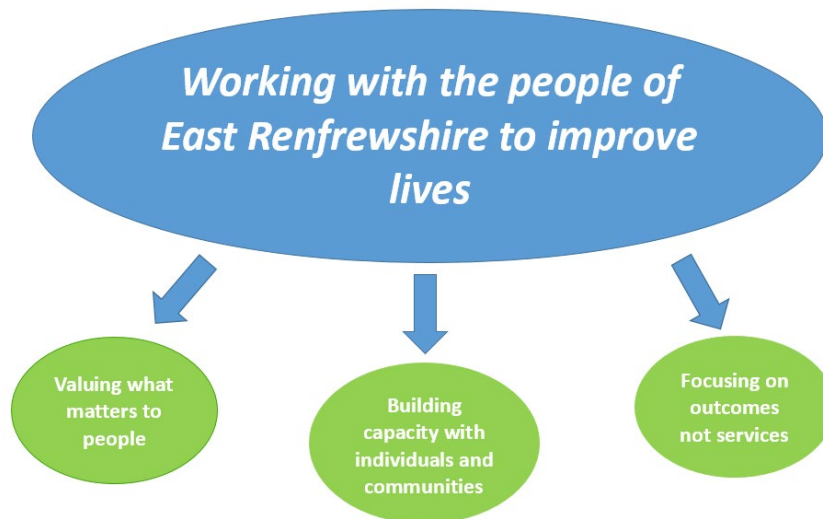 Working with the people of
East Renfrewshire to improve
lives
Valuing what
matters to
people
Building
capacity with
individuals and
communities
Focusing on
outcomes
not services